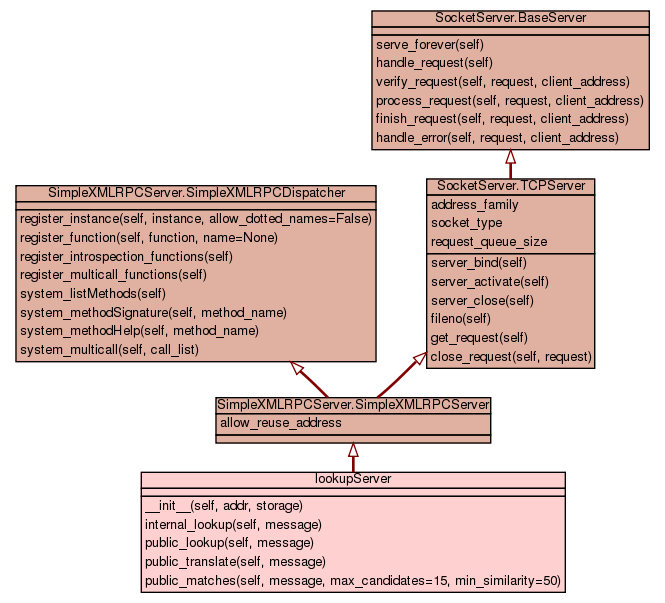 SocketServer.BaseServer
serve_forever(self)
handle_request(self)
verify_request(self, request, client_address)
process_request(self, request, client_address)
finish_request(self, request, client_address)
handle_error(self, request, client_address)
SimpleXMLRPCServer.SimpleXMLRPCDispatcher
register_instance(self, instance, allow_dotted_names=False)
register_function(self, function, name=None)
register_introspection_functions(self)
register_multicall_functions(self)
system_listMethods(self)
system_methodSignature(self, method_name)
system_methodHelp(self, method_name)
system_multicall(self, call_list)
SocketServer.TCPServer
address_family
socket_type
request_queue_size
server_bind(self)
server_activate(self)
server_close(self)
fileno(self)
get_request(self)
close_request(self, request)
SimpleXMLRPCServer.SimpleXMLRPCServer
allow_reuse_address
lookupServer
__init__(self, addr, storage)
internal_lookup(self, message)
public_lookup(self, message)
public_translate(self, message)
public_matches(self, message, max_candidates=15, min_similarity=50)